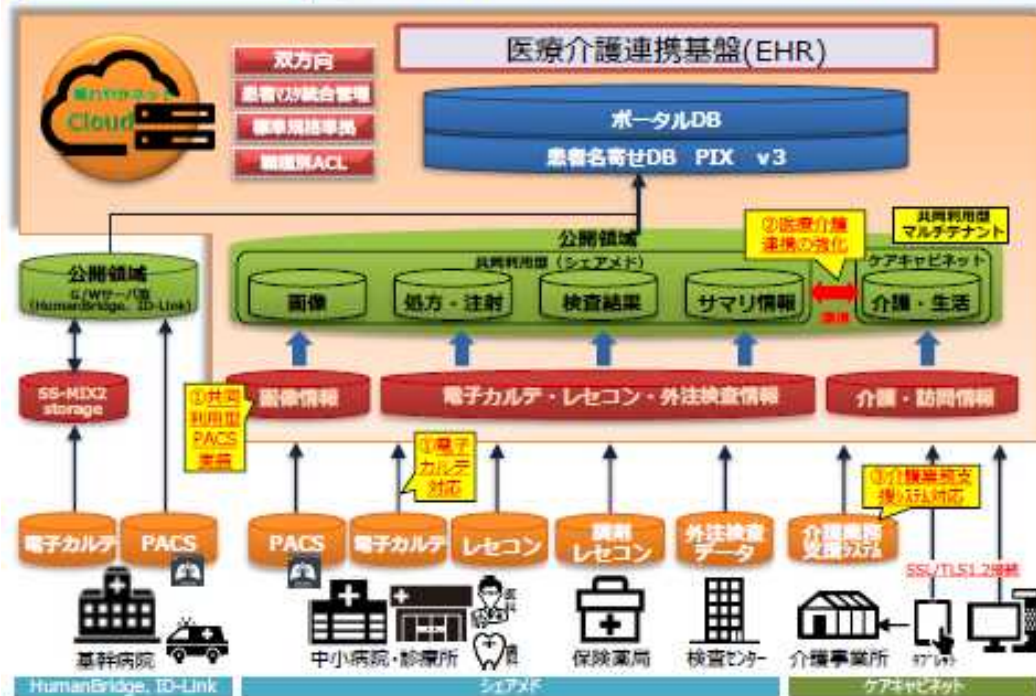 医療介護連携基盤(EHR)
双方向
患者マスタ統合管理
標準規格準拠
職種別ACL
Cloud
ポータルDB
患者名寄せDB PIX v3
②医療介護
連携の強化
共同利用型
マルチテナント
公開領域
共同利用型(シェアメド)
ケアキャビネット
公開領域
G/Wサーバ群
(HumanBridge, ID-Link)
画像
処方・注射
検査結果
サマリ情報
介護・生活
SS-MIX2
storage
①共同
利用型
PACS
画像情報
電子カルテ・レセコン・外注検査情報
介護・訪問情報
①電子
カルテ
対応
③介護業務支
援システム対応
電子カルテ
PACS
PACS
電子カルテ
レセコン
調剤
レセコン
外注検査
データ
介護業務
支援システム
SSL/TLS1.2接続
基幹病院
中小病院・診療所
保険薬局
検査センター
介護事業所
タブレット
HumanBridge, ID-Link
シェアメド
ケアキャビネット